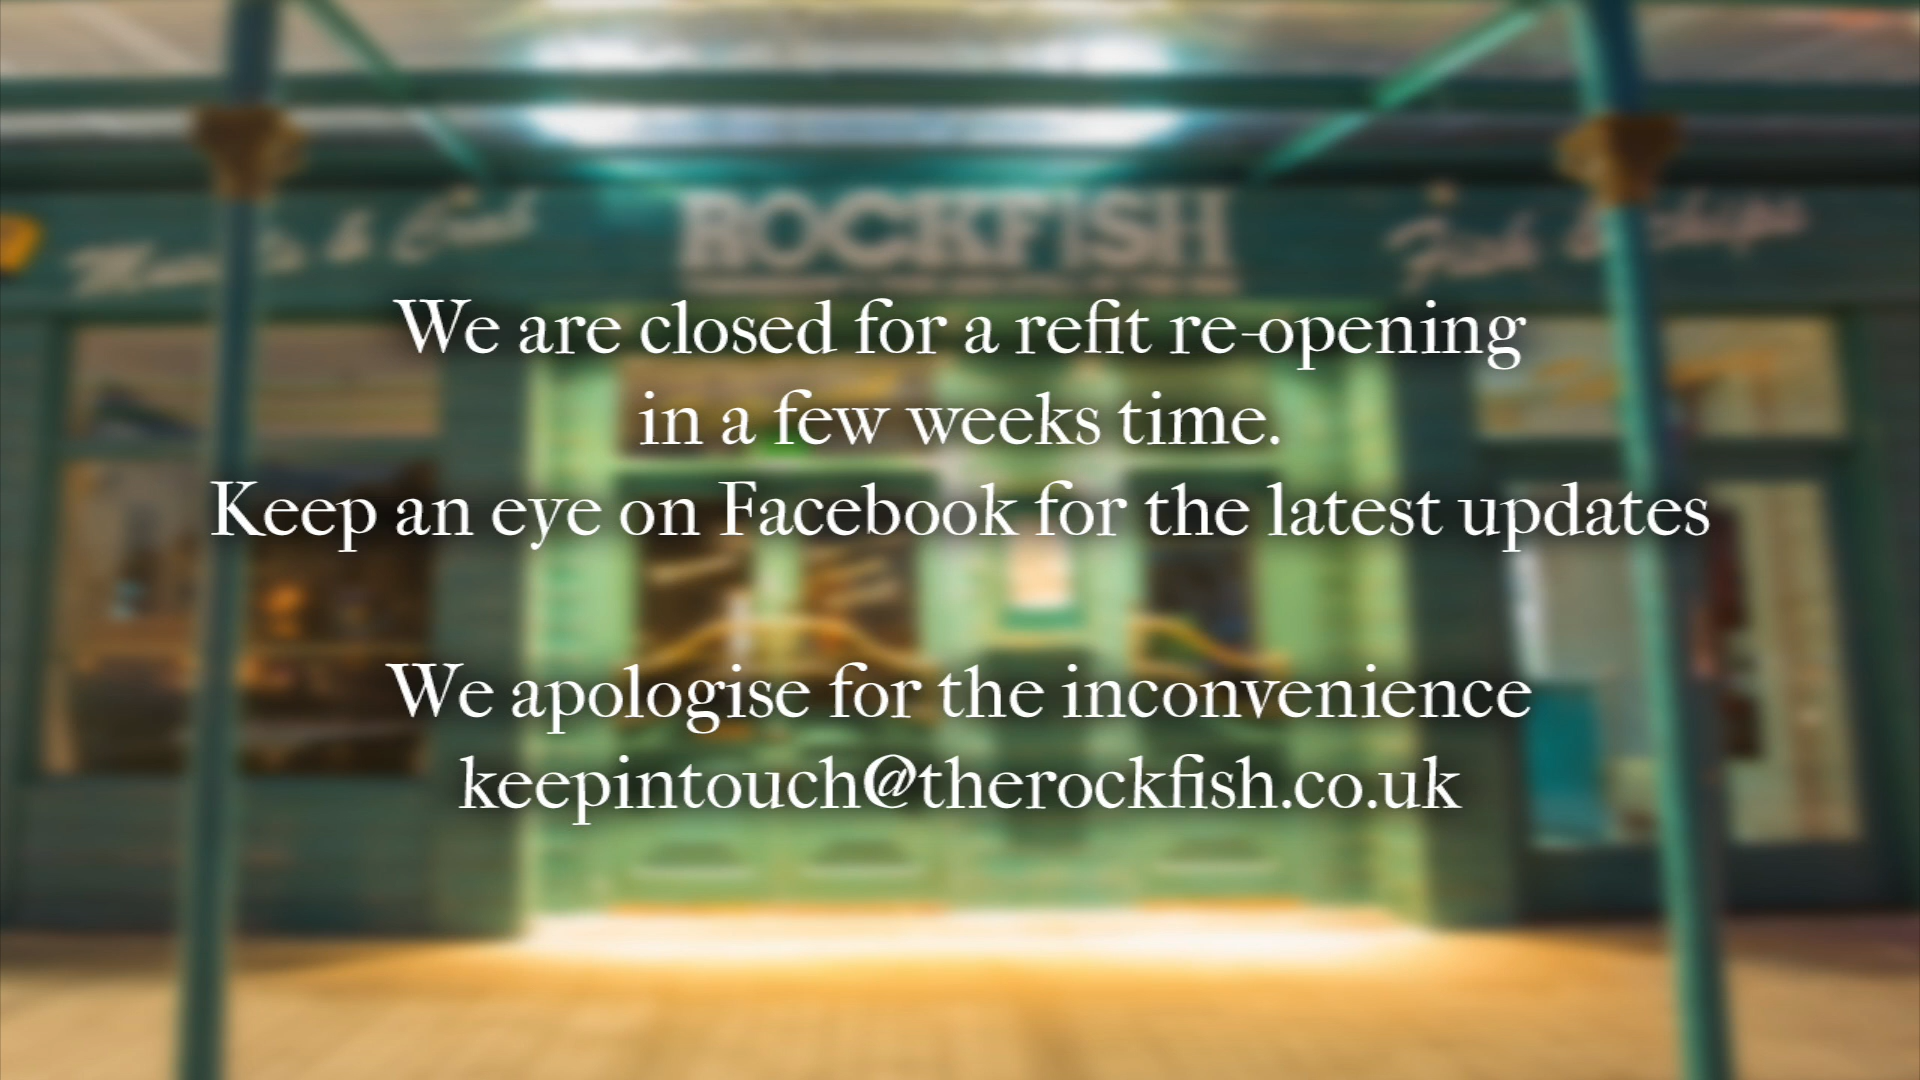 ROCKFISH
We are closed for a refit re-opening
in a few weeks time.
Keep an eye on Facebook for the latest updates
We apologise for the inconvenience
keepintouch@therockfish.co.uk